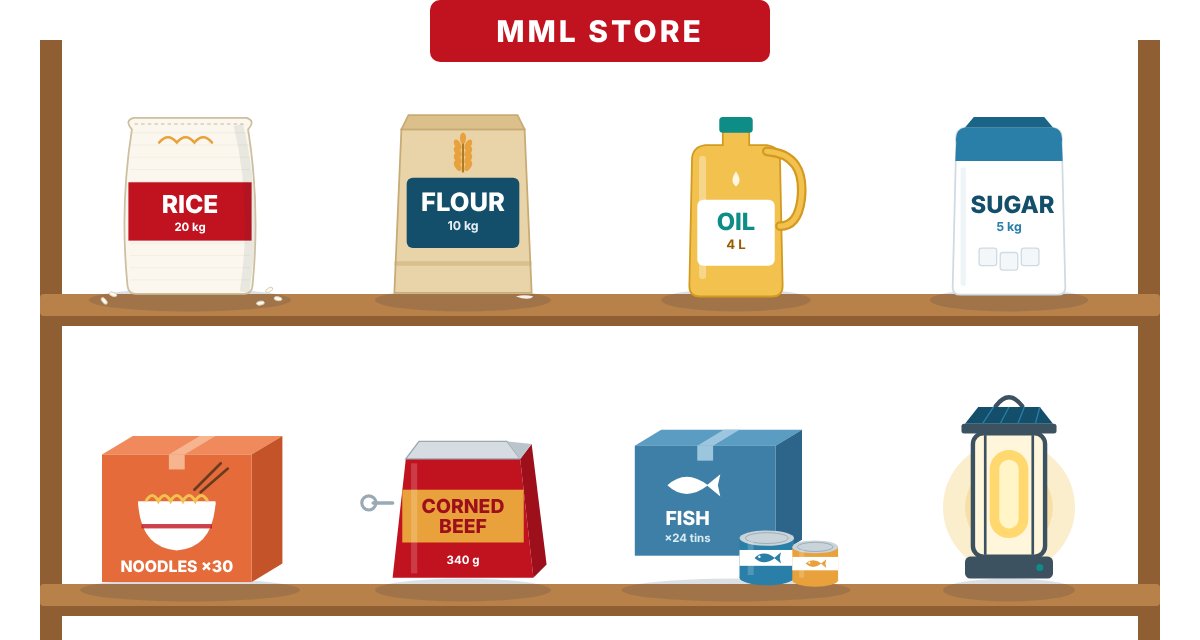 MML STORE
RICE
20 kg
FLOUR
10 kg
OIL
4 L
SUGAR
5 kg
NOODLES ×30
CORNED
BEEF
340 g
FISH
×24 tins